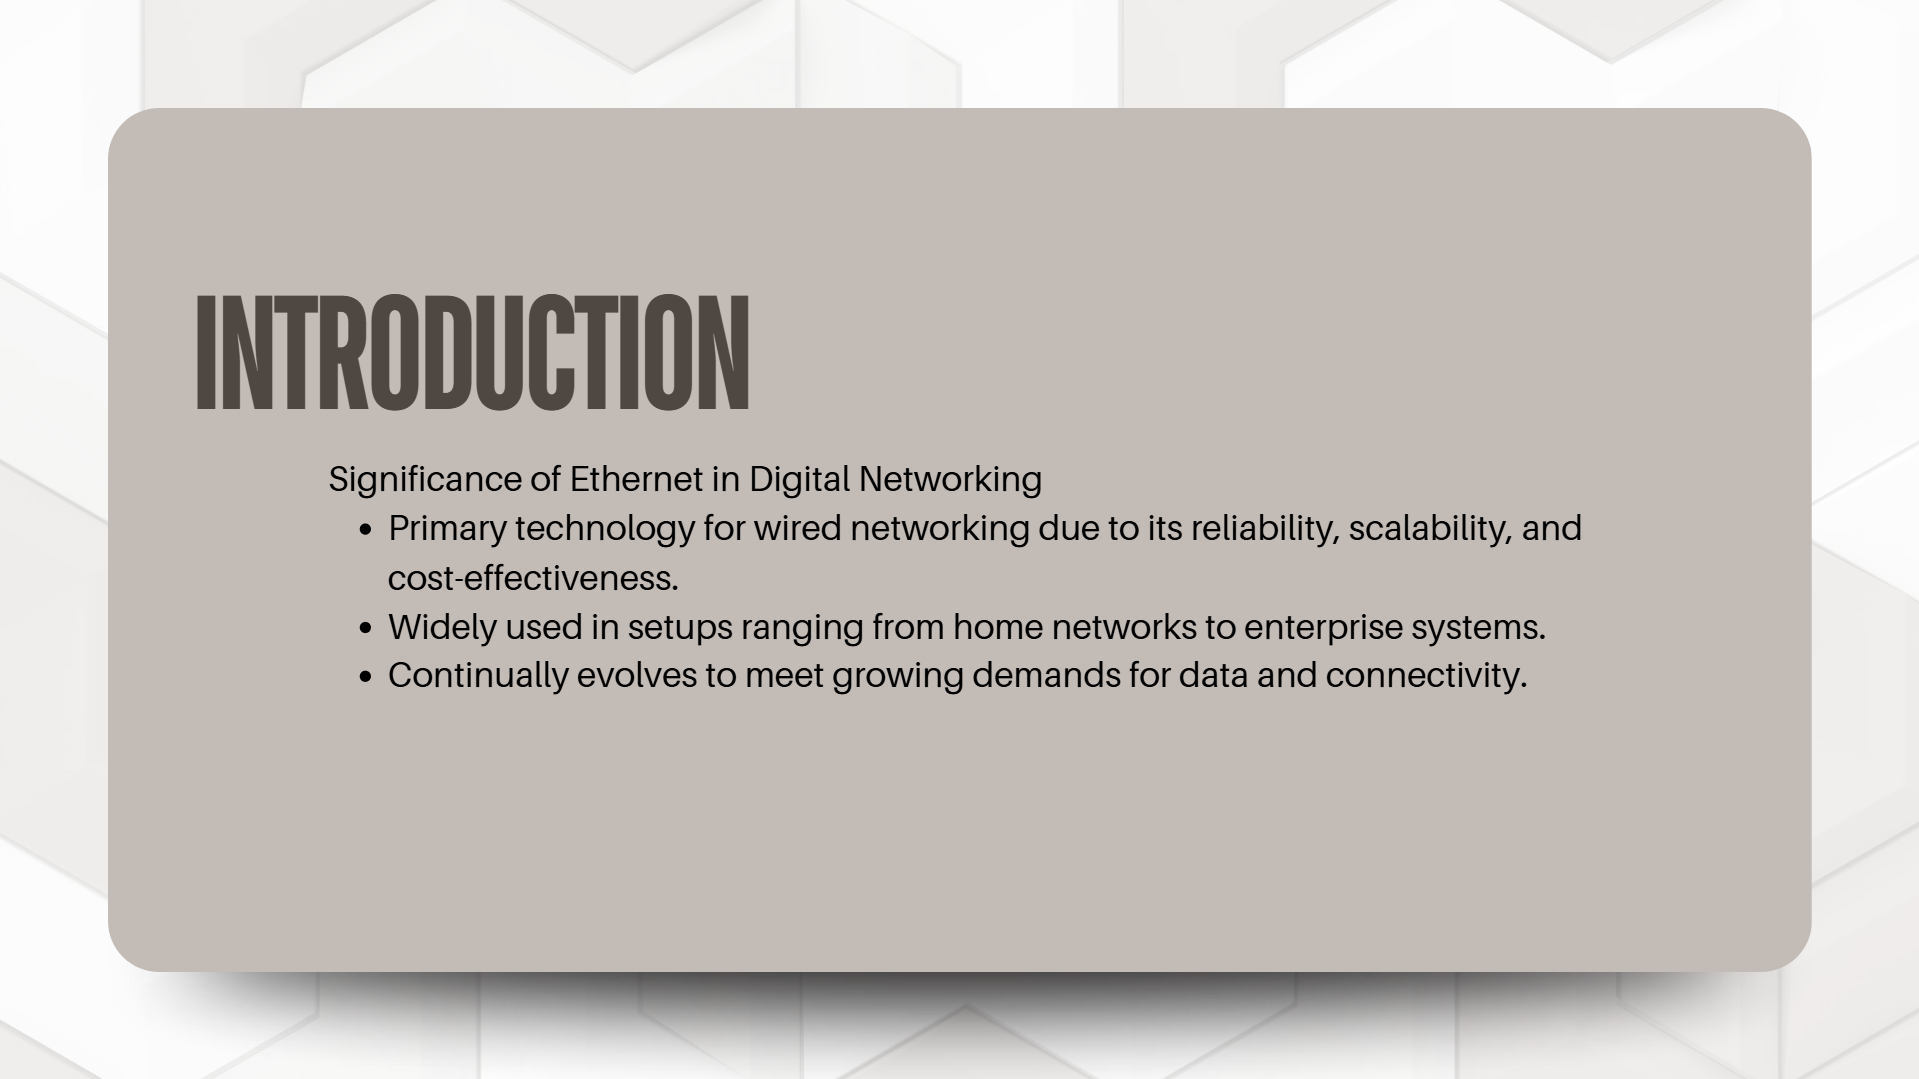 INTRODUCTION
Significance of Ethernet in Digital Networking
• Primary technology for wired networking due to its reliability, scalability, and
cost-effectiveness.
• Widely used in setups ranging from home networks to enterprise systems.
• Continually evolves to meet growing demands for data and connectivity.